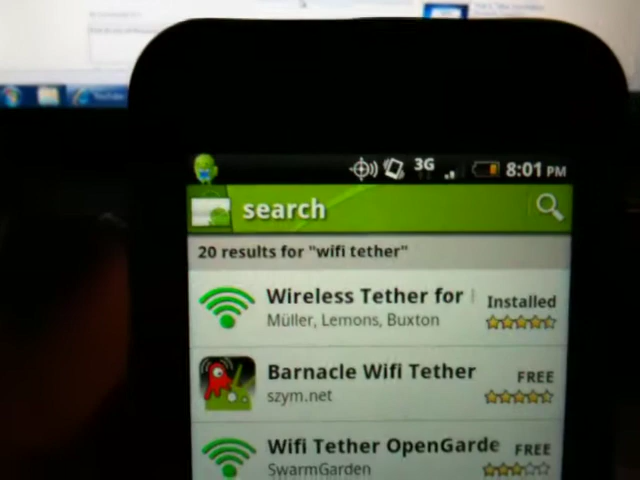 3G 8:01 PM
search
20 results for "wifi tether"
Wireless Tether for
Installed
Müller, Lemons, Buxton
Barnacle Wifi Tether
FREE
szym.net
Wifi Tether OpenGarde
FREE
SwarmGarden